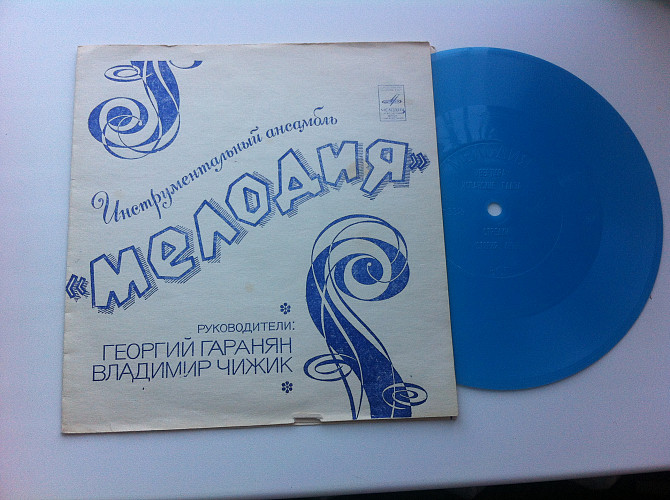 Инструментальный ансамбль
«МЕЛОДИЯ»
РУКОВОДИТЕЛИ:
ГЕОРГИЙ ГАРАНЯН
ВЛАДИМИР ЧИЖИК